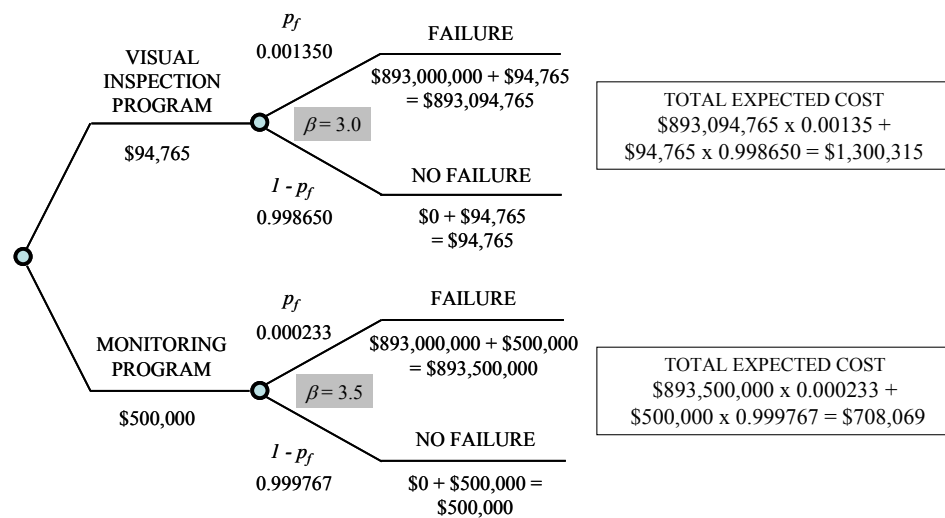 p_f
0.001350
FAILURE
VISUAL
INSPECTION
PROGRAM
$893,000,000 + $94,765
= $893,094,765
β = 3.0
$94,765
1 - p_f
0.998650
NO FAILURE
$0 + $94,765
= $94,765
TOTAL EXPECTED COST
$893,094,765 x 0.00135 +
$94,765 x 0.998650 = $1,300,315
p_f
0.000233
FAILURE
MONITORING
PROGRAM
$893,000,000 + $500,000
= $893,500,000
β = 3.5
$500,000
1 - p_f
0.999767
NO FAILURE
$0 + $500,000 =
$500,000
TOTAL EXPECTED COST
$893,500,000 x 0.000233 +
$500,000 x 0.999767 = $708,069